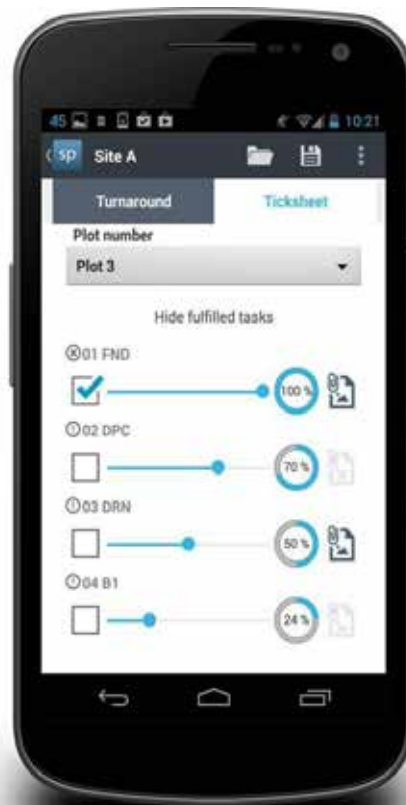 45 10:21
sp Site A
Turnaround Ticksheet
Plot number
Plot 3
Hide fulfilled tasks
01 FND
100 %
02 DPC
70 %
03 DRN
50 %
04 B1
24 %